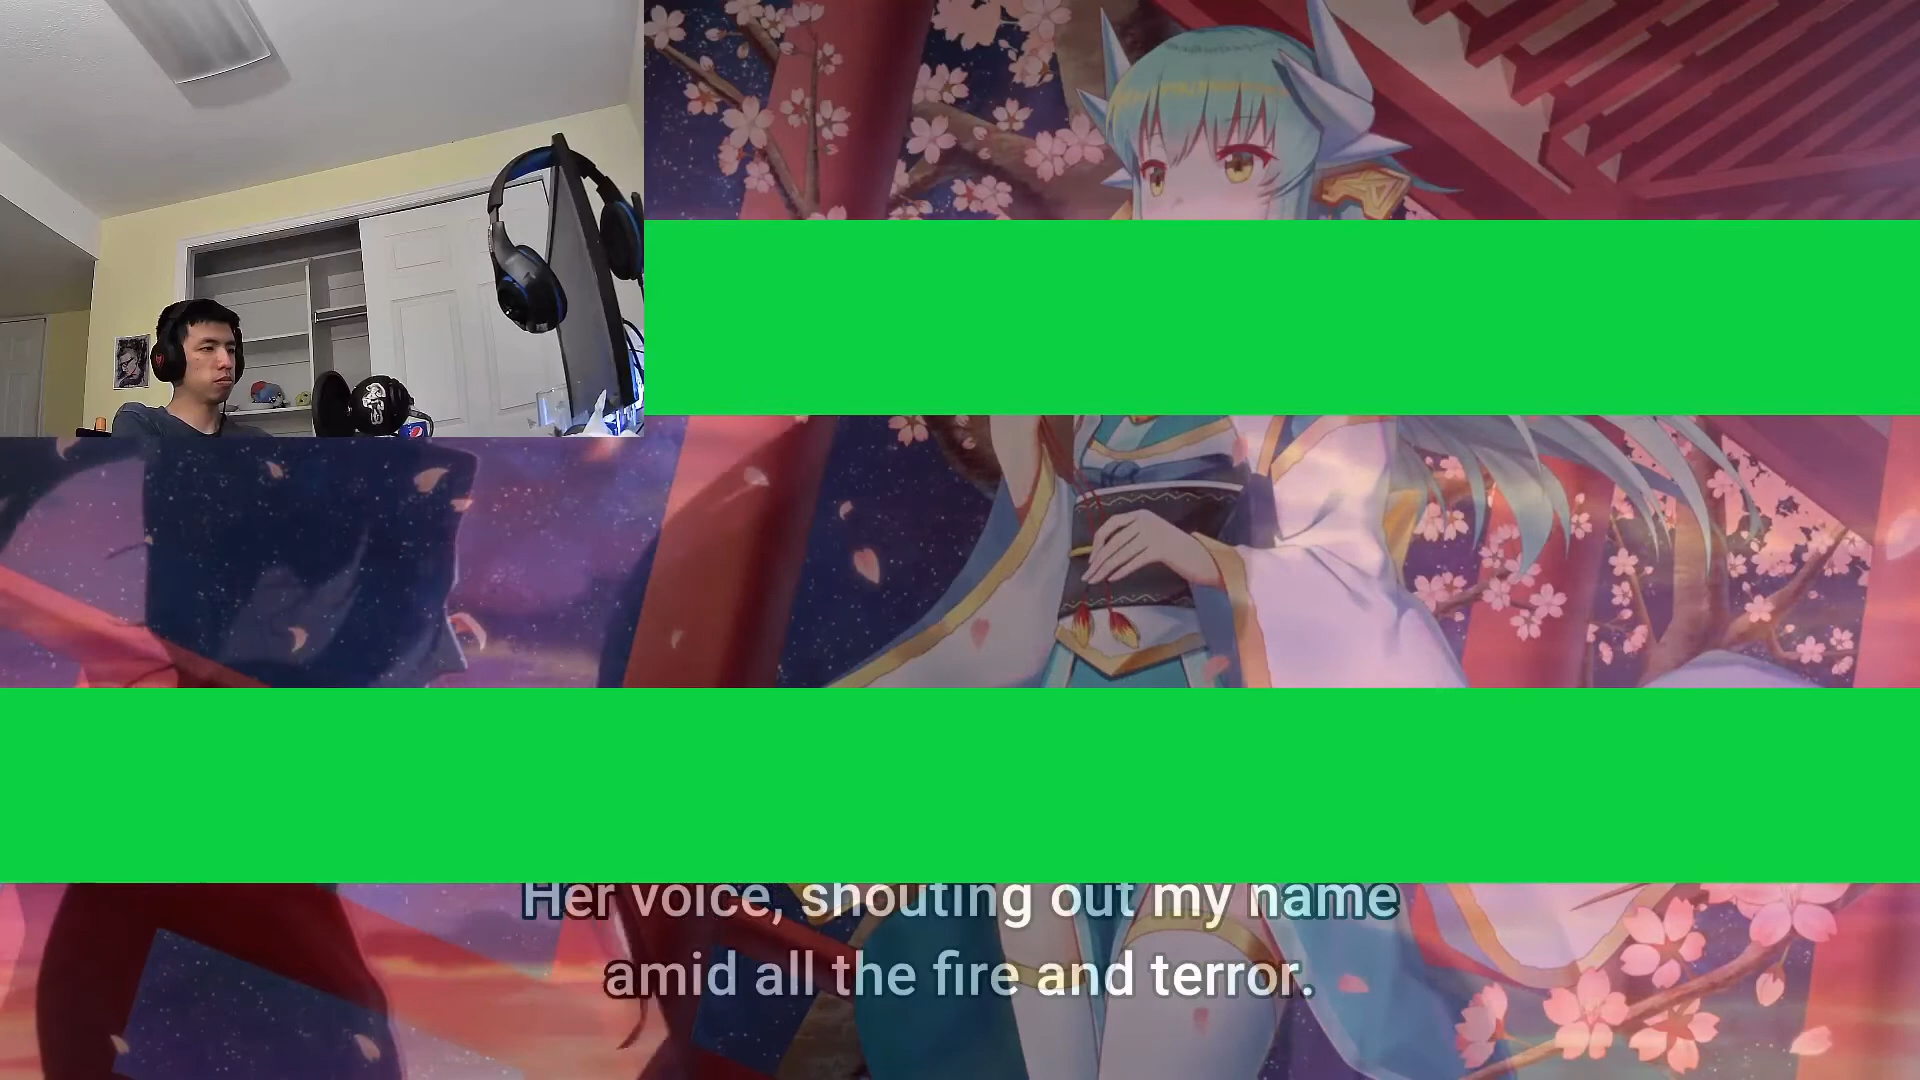 Her voice, shouting out my name
amid all the fire and terror.